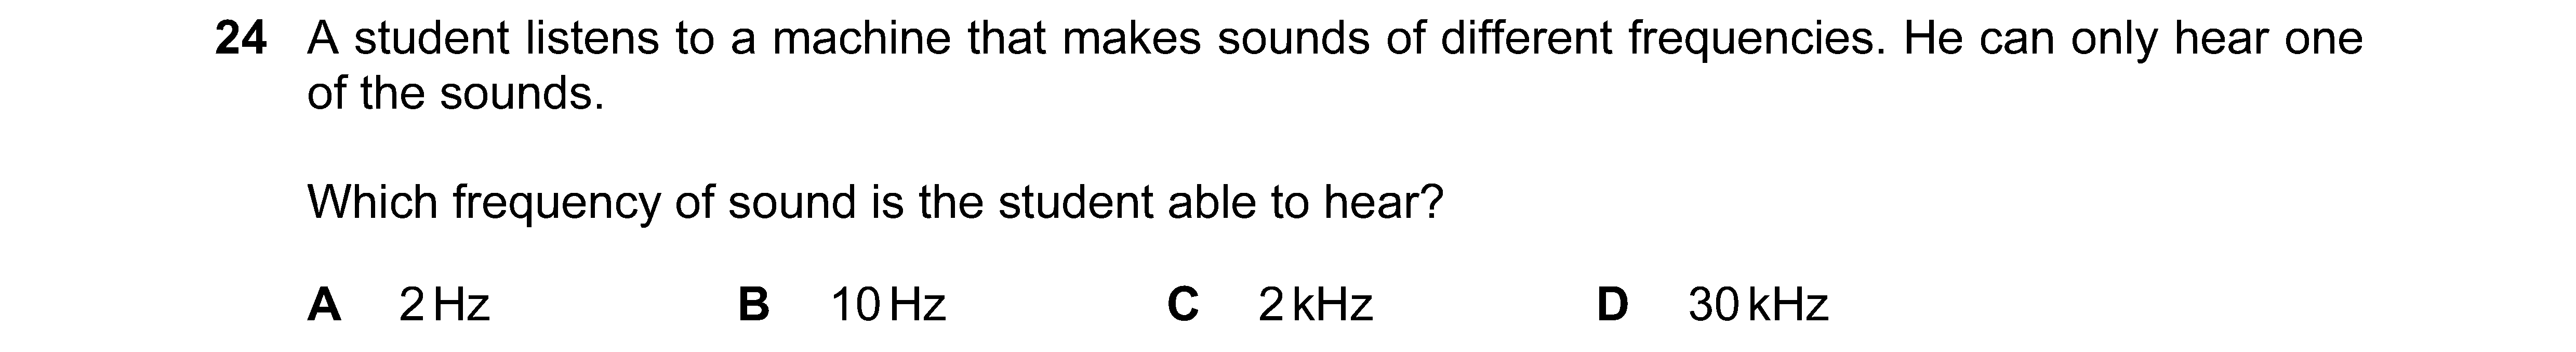 24 A student listens to a machine that makes sounds of different frequencies. He can only hear one
of the sounds.
Which frequency of sound is the student able to hear?
A 2 Hz B 10 Hz C 2 kHz D 30 kHz